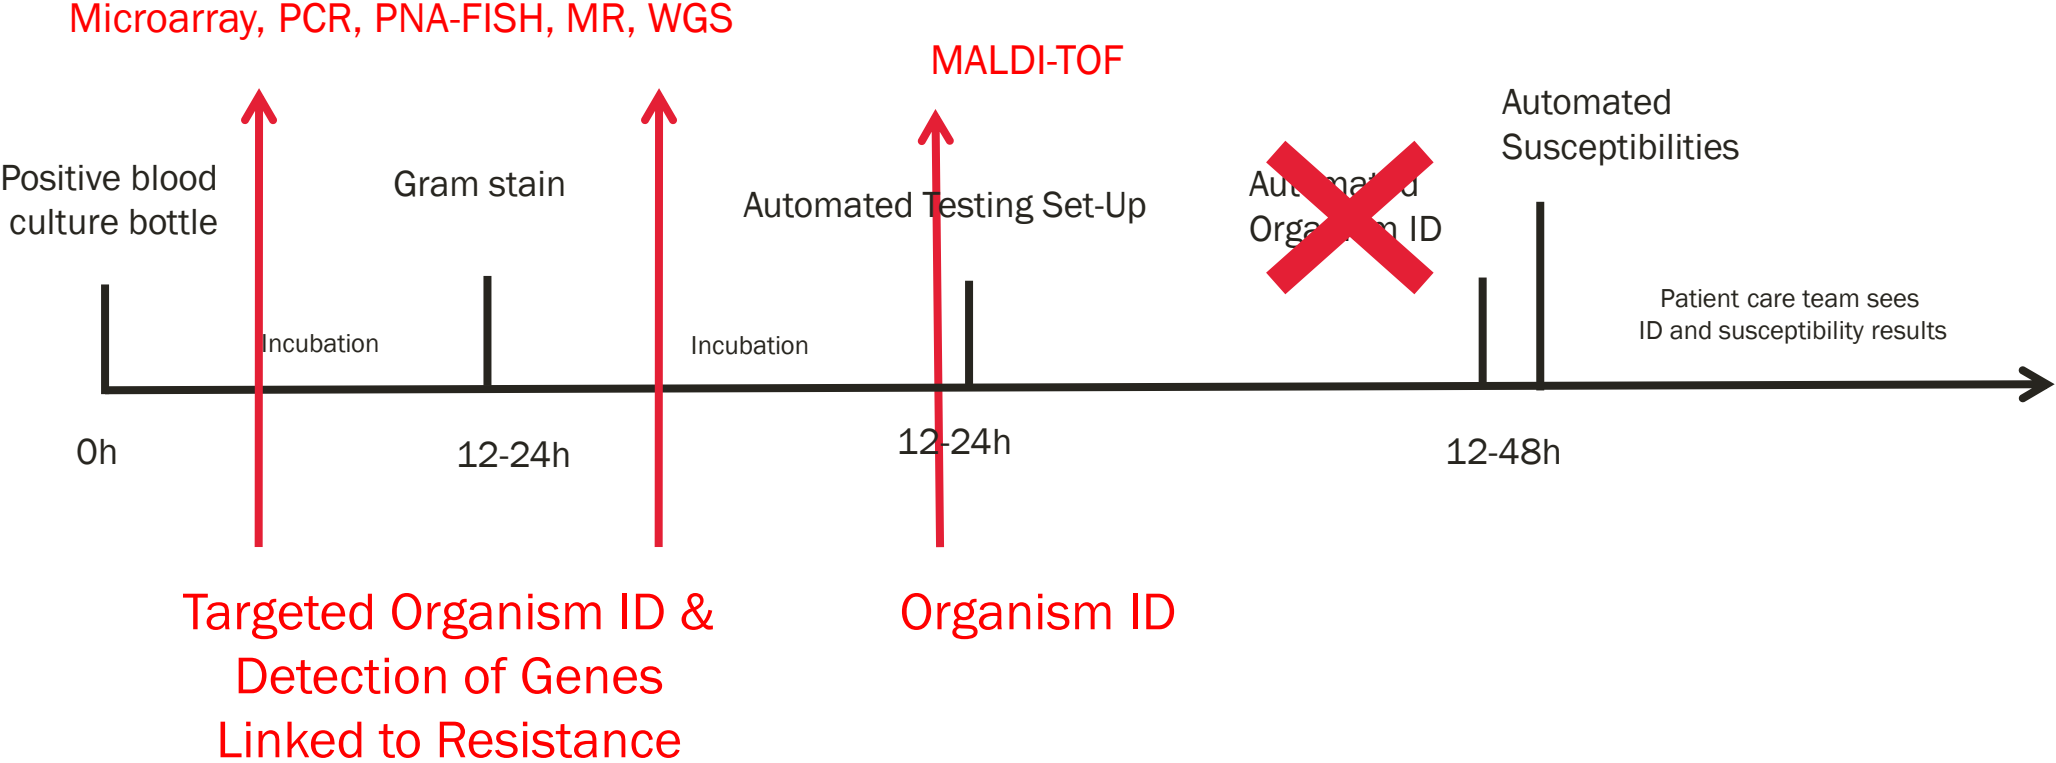 Microarray, PCR, PNA-FISH, MR, WGS
MALDI-TOF
Automated
Susceptibilities
Positive blood
culture bottle
Gram stain
Automated Testing Set-Up
Automated
Organism ID
Patient care team sees
ID and susceptibility results
Incubation
Incubation
0h
12-24h
12-24h
12-48h
Targeted Organism ID &
Detection of Genes
Linked to Resistance
Organism ID